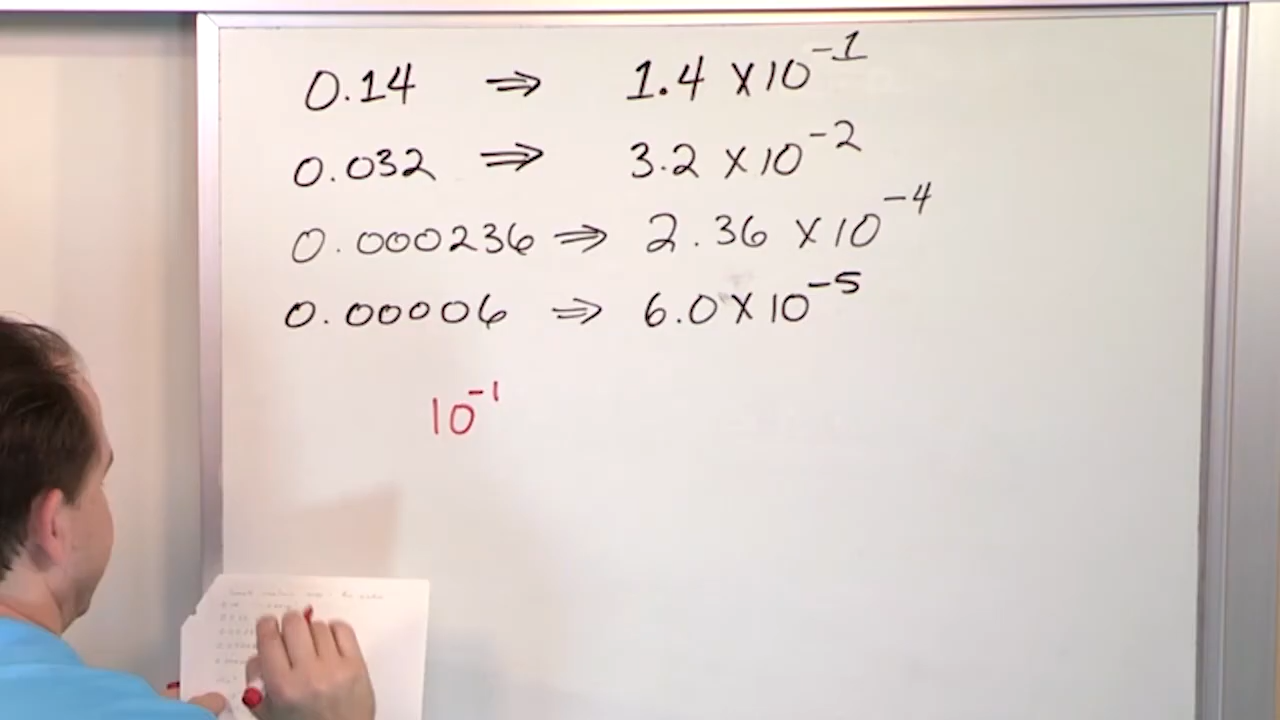 0.14 ⇒ 1.4 x 10⁻¹
0.032 ⇒ 3.2 x 10⁻²
0.000236 ⇒ 2.36 x 10⁻⁴
0.00006 ⇒ 6.0 x 10⁻⁵
10⁻¹